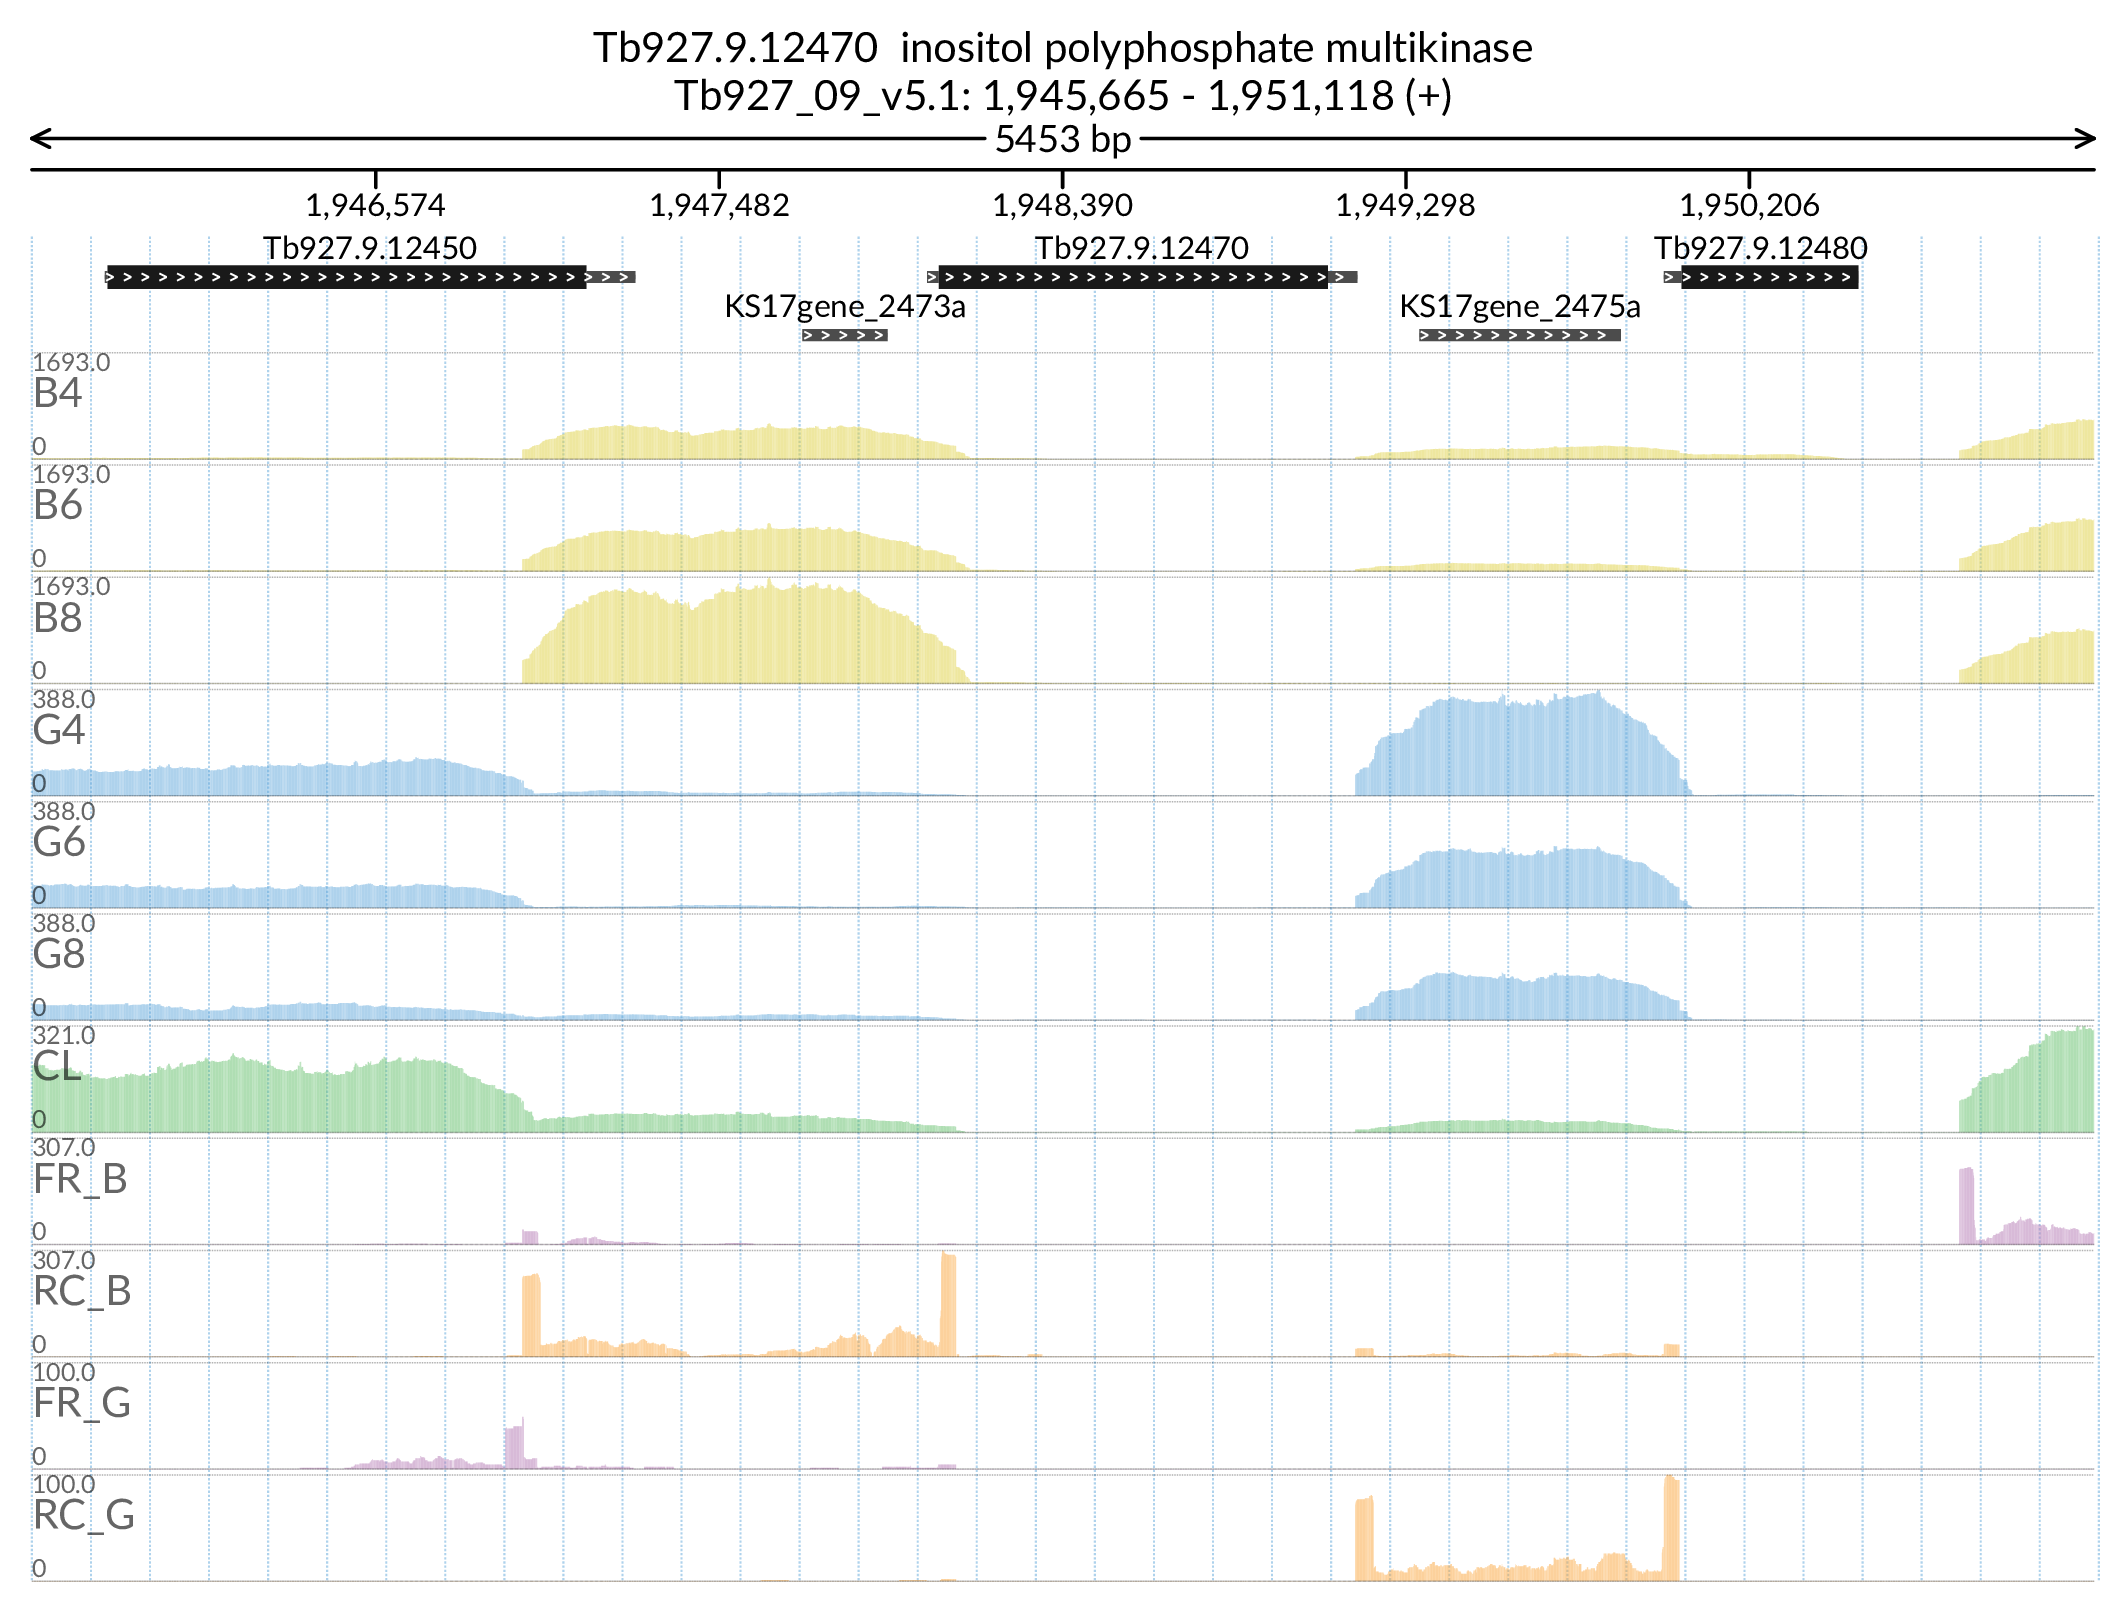 Tb927.9.12470  inositol polyphosphate multikinase
Tb927_09_v5.1: 1,945,665 - 1,951,118 (+)
5453 bp
1,946,574 1,947,482 1,948,390 1,949,298 1,950,206
Tb927.9.12450 Tb927.9.12470 Tb927.9.12480
KS17gene_2473a KS17gene_2475a
1693.0
B4
0
1693.0
B6
0
1693.0
B8
0
388.0
G4
0
388.0
G6
0
388.0
G8
0
321.0
CL
0
307.0
FR_B
0
307.0
RC_B
0
100.0
FR_G
0
100.0
RC_G
0